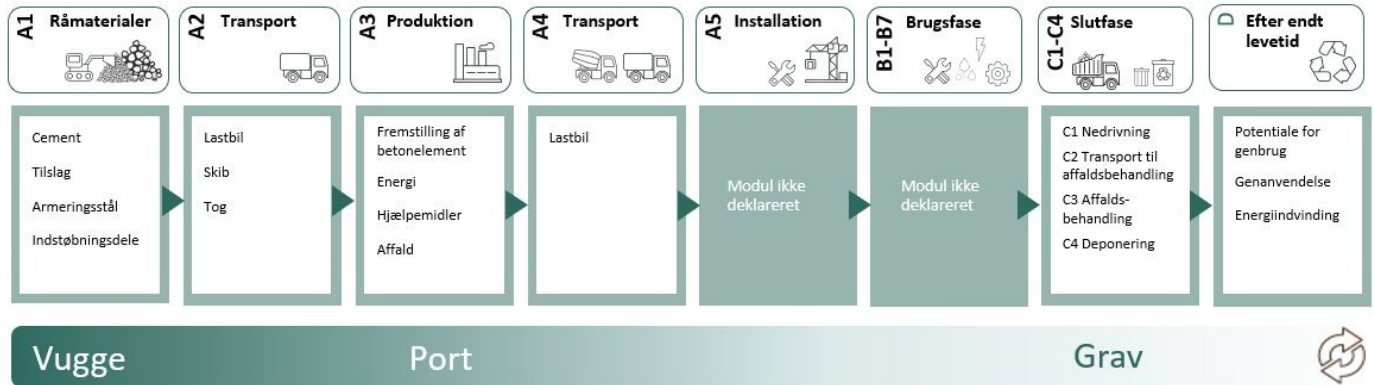 A1 Råmaterialer
A2 Transport
A3 Produktion
A4 Transport
A5 Installation
B1-B7 Brugsfase
C1-C4 Slutfase
D Efter endt
levetid
Cement
Tilslag
Armeringsstål
Indstøbningsdele
Lastbil
Skib
Tog
Fremstilling af
betonelement
Energi
Hjælpemidler
Affald
Lastbil
Modul ikke
deklareret
Modul ikke
deklareret
C1 Nedrivning
C2 Transport til
affaldsbehandling
C3 Affalds-
behandling
C4 Deponering
Potentiale for
genbrug
Genanvendelse
Energiindvinding
Vugge
Port
Grav